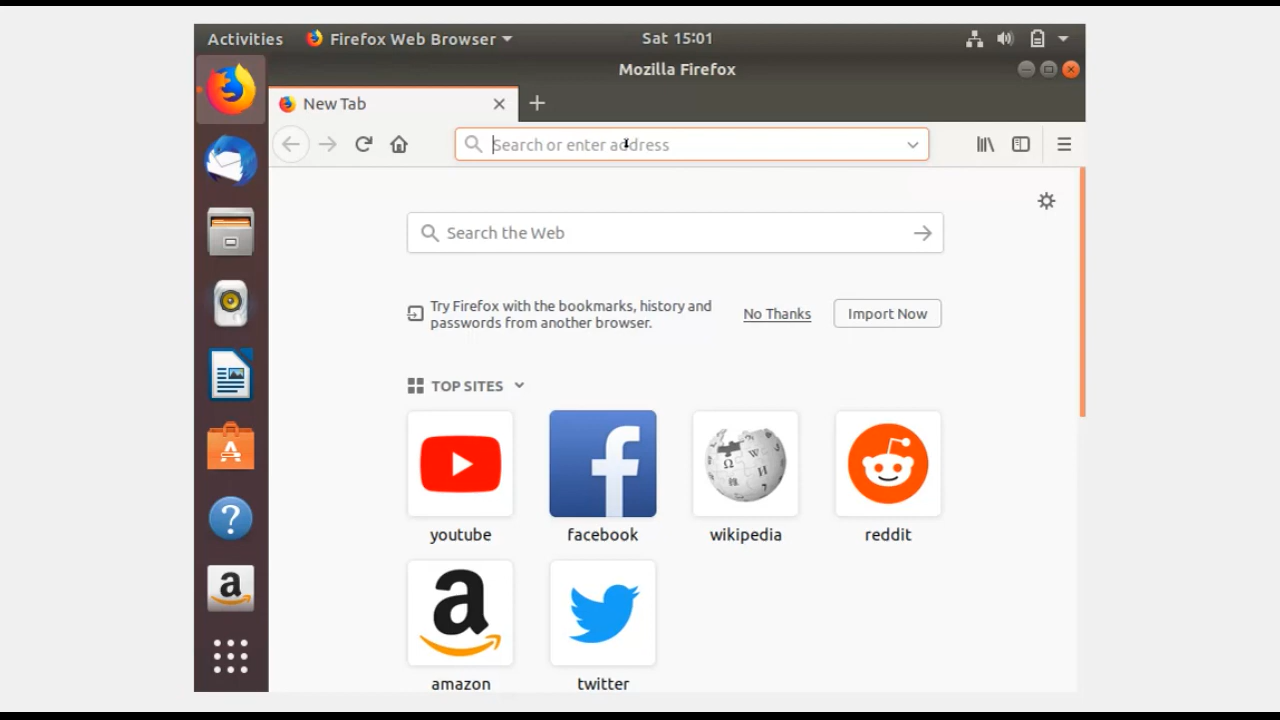 Activities Firefox Web Browser Sat 15:01
Mozilla Firefox
New Tab
Search or enter address
Search the Web
Try Firefox with the bookmarks, history and
passwords from another browser.
No Thanks
Import Now
TOP SITES
youtube facebook wikipedia reddit
amazon twitter